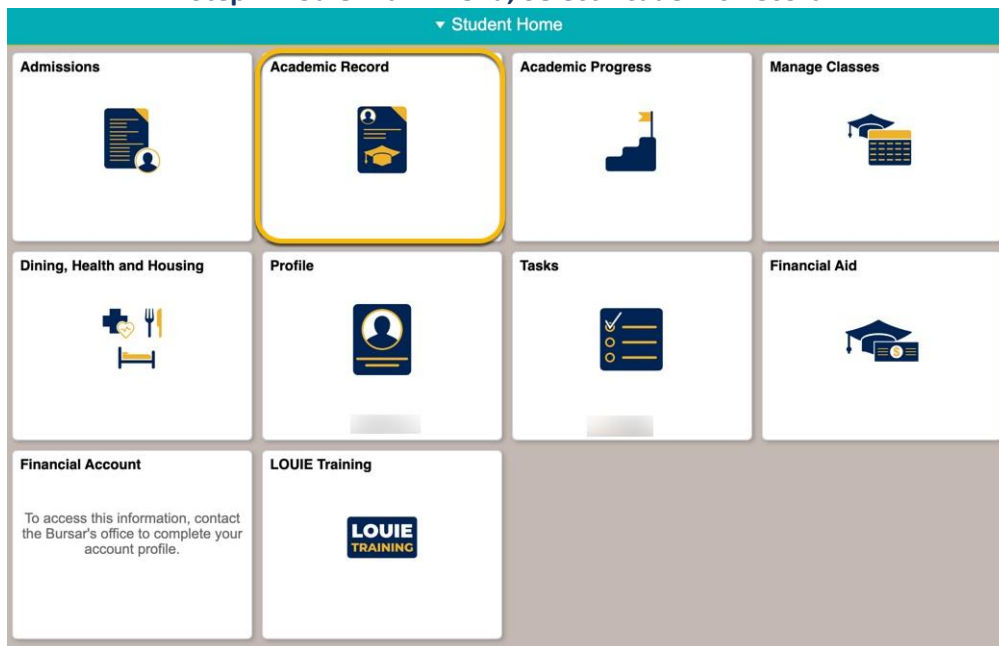 ▾ Student Home
Admissions
Academic Record
Academic Progress
Manage Classes
Dining, Health and Housing
Profile
Tasks
Financial Aid
$
Financial Account
To access this information, contact
the Bursar's office to complete your
account profile.
LOUIE Training
LOUIE
TRAINING